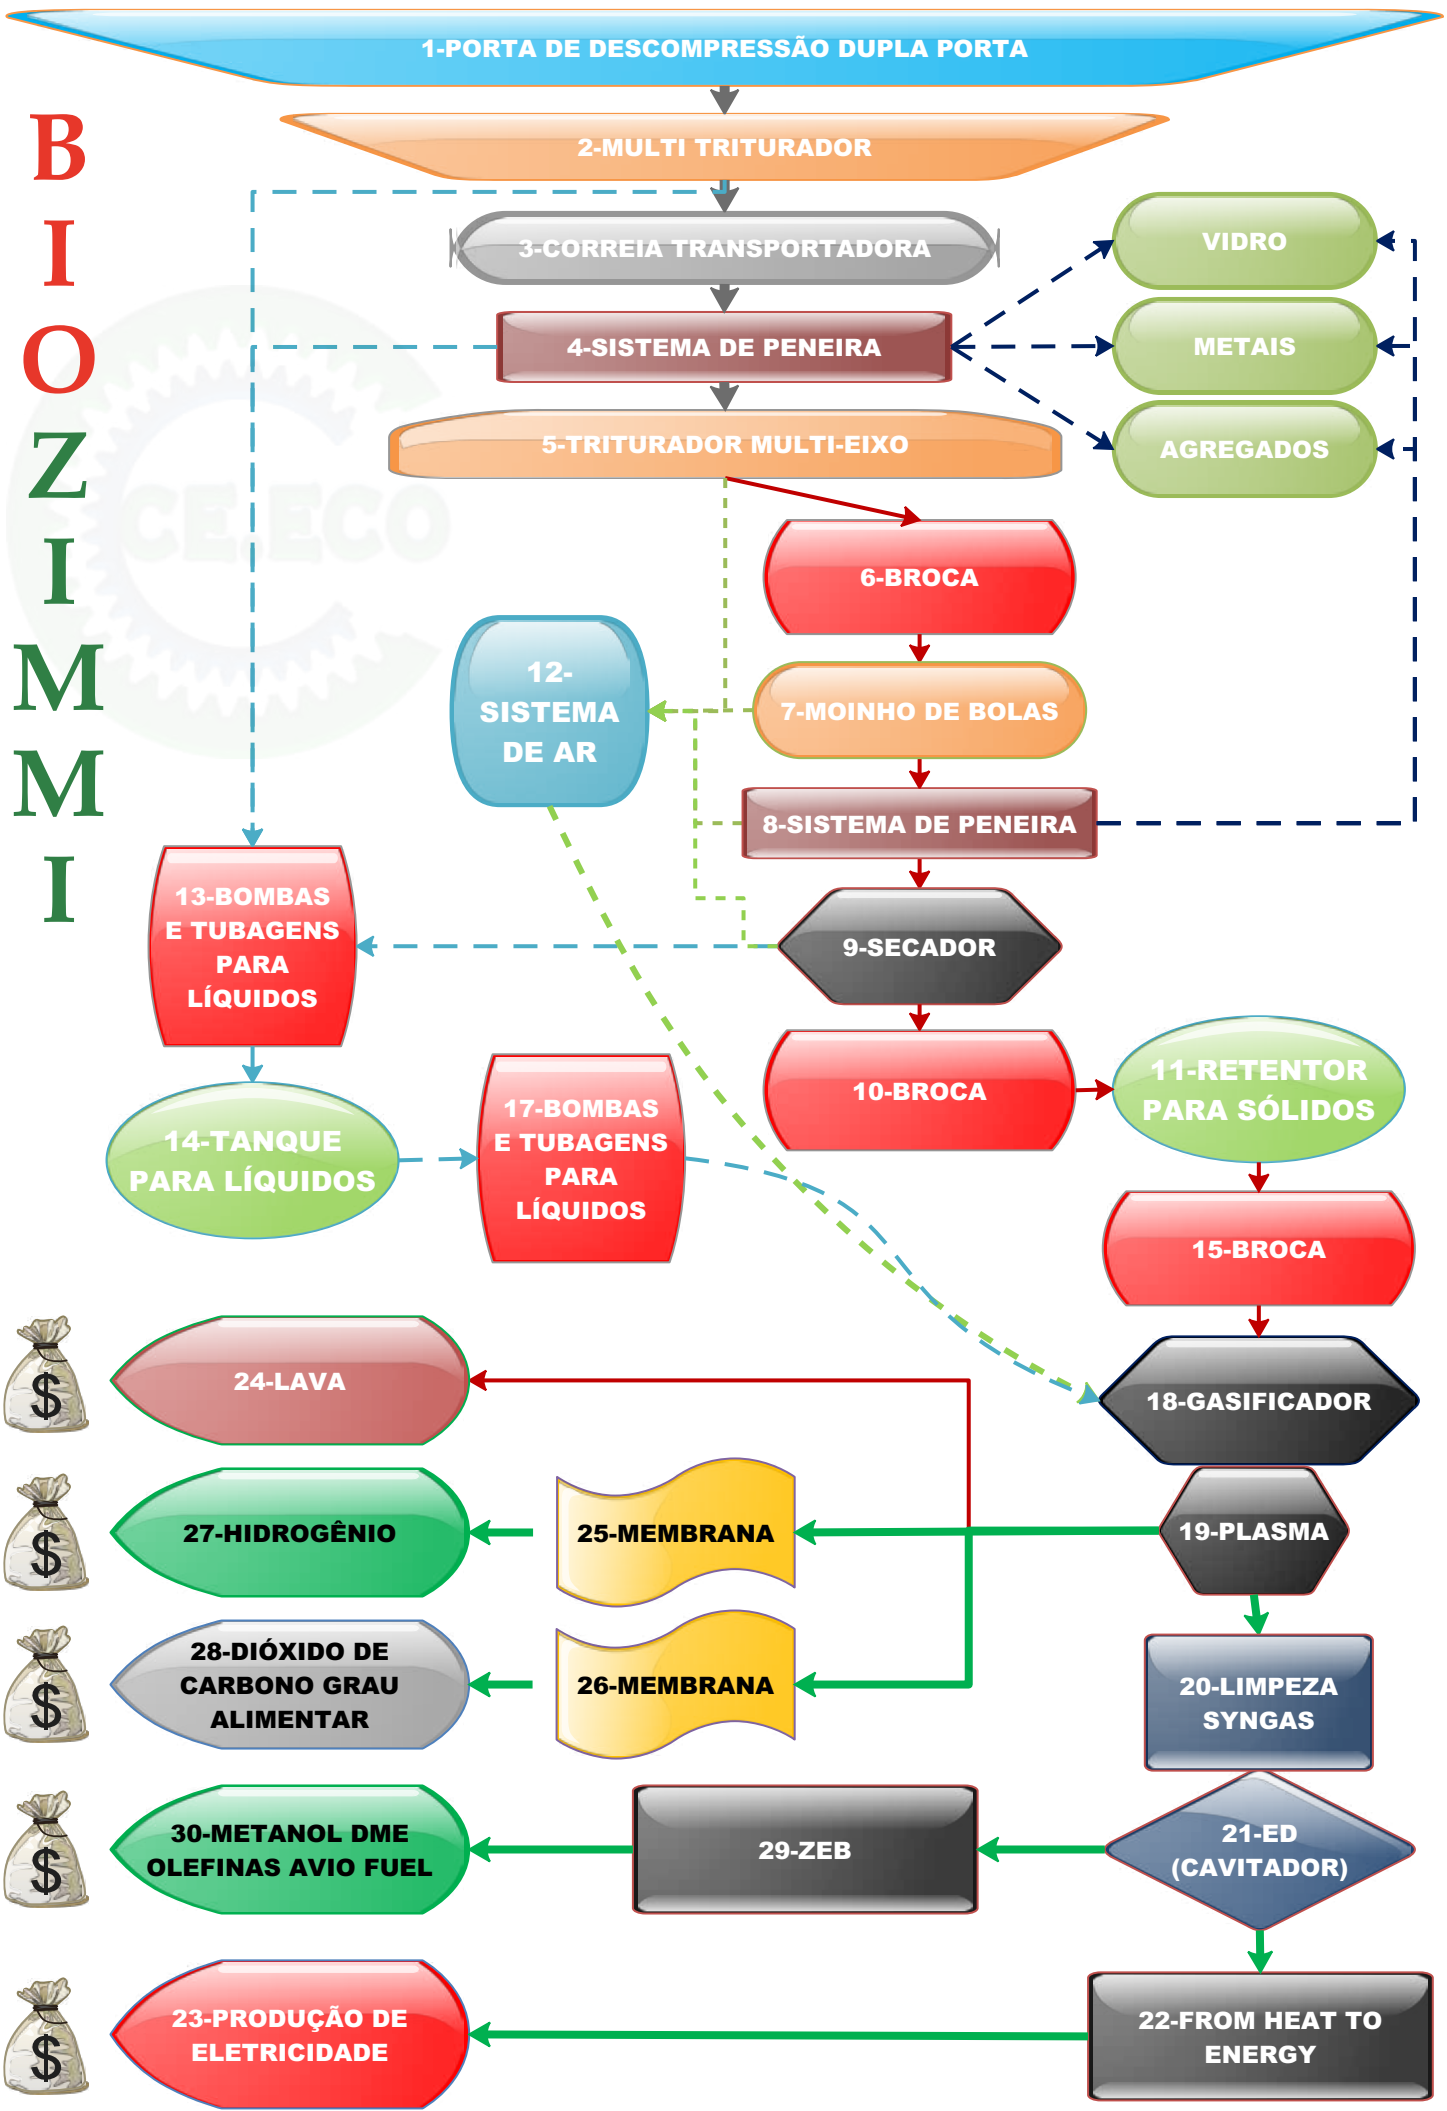 1-PORTA DE DESCOMPRESSÃO DUPLA PORTA
BIOZIMMI
2-MULTI TRITURADOR
3-CORREIA TRANSPORTADORA
VIDRO
4-SISTEMA DE PENEIRA
METAIS
5-TRITURADOR MULTI-EIXO
AGREGADOS
CE.ECO
6-BROCA
12-
SISTEMA
DE AR
7-MOINHO DE BOLAS
8-SISTEMA DE PENEIRA
13-BOMBAS
E TUBAGENS
PARA
LÍQUIDOS
9-SECADOR
10-BROCA
11-RETENTOR
PARA SÓLIDOS
14-TANQUE
PARA LÍQUIDOS
17-BOMBAS
E TUBAGENS
PARA
LÍQUIDOS
15-BROCA
$
24-LAVA
18-GASIFICADOR
$
27-HIDROGÊNIO
25-MEMBRANA
19-PLASMA
$
28-DIÓXIDO DE
CARBONO GRAU
ALIMENTAR
26-MEMBRANA
20-LIMPEZA
SYNGAS
$
30-METANOL DME
OLEFINAS AVIO FUEL
29-ZEB
21-ED
(CAVITADOR)
$
23-PRODUÇÃO DE
ELETRICIDADE
22-FROM HEAT TO
ENERGY